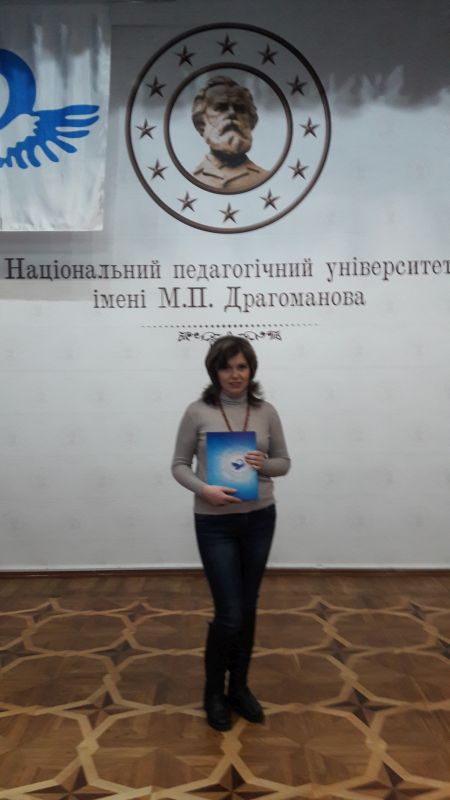 Національний педагогічний університет
імені М.П. Драгоманова